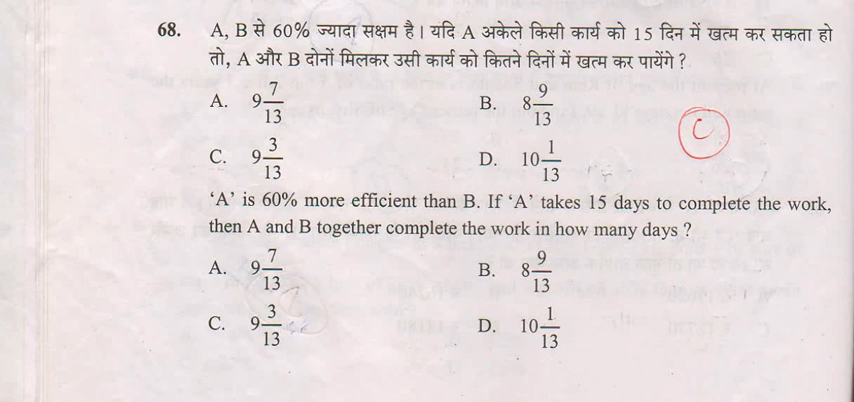 68. A, B से 60% ज्यादा सक्षम है। यदि A अकेले किसी कार्य को 15 दिन में खत्म कर सकता हो
तो, A और B दोनों मिलकर उसी कार्य को कितने दिनों में खत्म कर पायेंगे ?
A. 9 7/13 B. 8 9/13
C
C. 9 3/13 D. 10 1/13
‘A’ is 60% more efficient than B. If ‘A’ takes 15 days to complete the work,
then A and B together complete the work in how many days ?
A. 9 7/13 B. 8 9/13
C. 9 3/13 D. 10 1/13